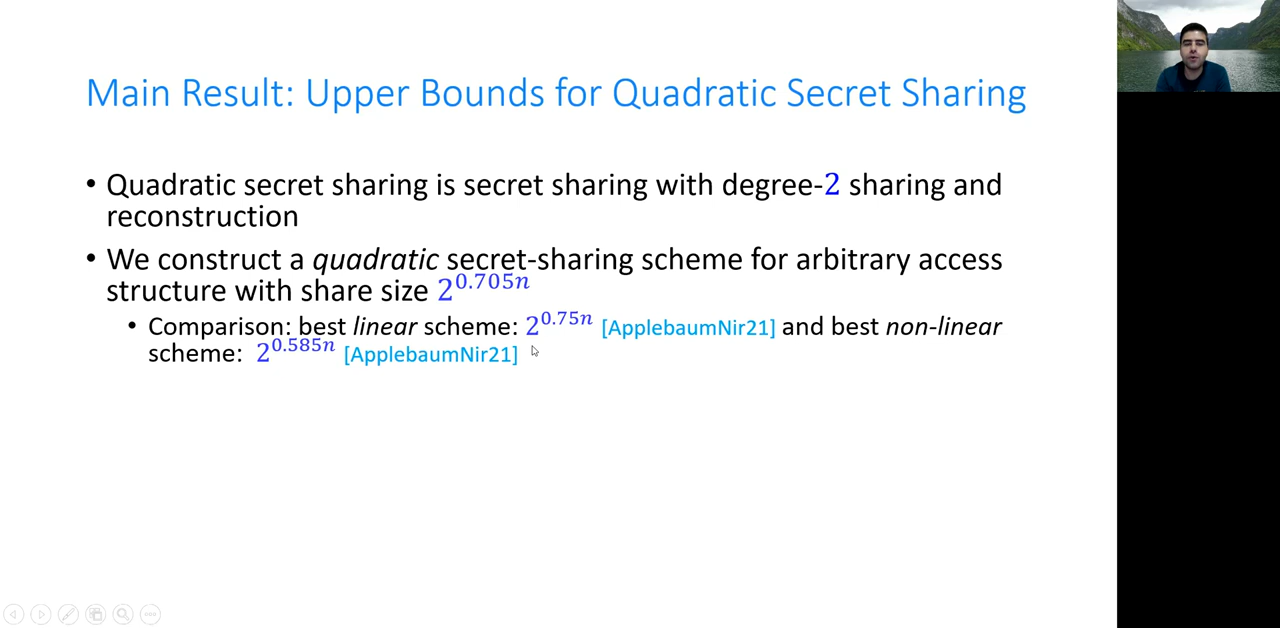 Main Result: Upper Bounds for Quadratic Secret Sharing
• Quadratic secret sharing is secret sharing with degree-2 sharing and
reconstruction
• We construct a quadratic secret-sharing scheme for arbitrary access
structure with share size 2^{0.705n}
• Comparison: best linear scheme: 2^{0.75n} [ApplebaumNir21] and best non-linear
scheme: 2^{0.585n} [ApplebaumNir21]